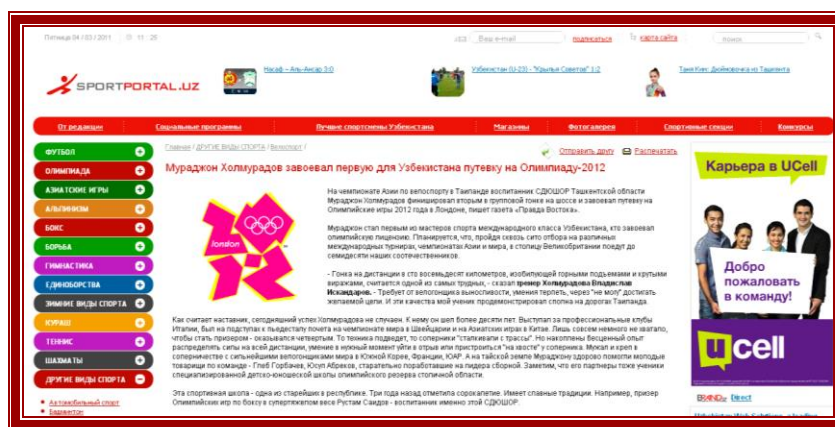 Пятница 04 / 03 / 2011
11 : 25
Ваш e-mail
подписаться
карта сайта
поиск
SPORTPORTAL.UZ
Насаф – Аль-Ансар 3:0
Узбекистан (U-23) - "Крылья Советов" 1:2
Таня Ким: Дюймовочка из Ташкента
От редакции
Социальные программы
Лучшие спортсмены Узбекистана
Магазины
Фотогалерея
Спортивные секции
Конкурсы
ФУТБОЛ
ОЛИМПИАДА
АЗИАТСКИЕ ИГРЫ
АЛЬПИНИЗМ
БОКС
БОРЬБА
ГИМНАСТИКА
ЕДИНОБОРСТВА
ЗИМНИЕ ВИДЫ СПОРТА
КУРАШ
ТЕННИС
ШАХМАТЫ
ДРУГИЕ ВИДЫ СПОРТА
Автомобильный спорт
Бадминтон
Главная / ДРУГИЕ ВИДЫ СПОРТА / Велоспорт /
Отправить другу
Распечатать
Мураджон Холмурадов завоевал первую для Узбекистана путевку на Олимпиаду-2012
london
На чемпионате Азии по велоспорту в Таиланде воспитанник СДЮШОР Ташкентской области
Мураджон Холмурадов финишировал вторым в групповой гонке на шоссе и завоевал путевку на
Олимпийские игры 2012 года в Лондоне, пишет газета «Правда Востока».
Мураджон стал первым из мастеров спорта международного класса Узбекистана, кто завоевал
олимпийскую лицензию. Планируется, что, пройдя сквозь сито отбора на различных
международных турнирах, чемпионатах Азии и мира, в столицу Великобритании поедут до
семидесяти наших соотечественников.
- Гонка на дистанции в сто восемьдесят километров, изобилующей горными подъемами и крутыми
виражами, считается одной из самых трудных, - сказал тренер Холмурадова Владислав
Искандаров. - Требует от велогонщика выносливости, умения терпеть, через "не могу" достигать
желаемой цели. И эти качества мой ученик продемонстрировал сполна на дорогах Таиланда.
Как считает наставник, сегодняшний успех Холмурадова не случаен. К нему он шел более десяти лет. Выступал за профессиональные клубы
Италии, был на подступах к пьедесталу почета на чемпионате мира в Швейцарии и на Азиатских играх в Китае. Лишь совсем немного не хватало,
чтобы стать призером - оказывался четвертым. То техника подведет, то соперники "сталкивали с трассы". Но накоплены бесценный опыт
распределять силы на всей дистанции, умение в нужный момент уйти в отрыв или пристроиться "на хвосте" у соперника. Мужал и креп в
соперничестве с сильнейшими велогонщиками мира в Южной Корее, Франции, ЮАР. А на тайской земле Мураджону здорово помогли молодые
товарищи по команде - Глеб Горбачев, Юсуп Абреков, старательно поработавшие на лидера сборной. Заметим, что его партнеры тоже ученики
специализированной детско-юношеской школы олимпийского резерва столичной области.
Эта спортивная школа - одна из старейших в республике. Три года назад отметила сорокалетие. Имеет славные традиции. Например, призер
Олимпийских игр по боксу в супертяжелом весе Рустам Саидов - воспитанник именно этой СДЮШОР.
Карьера в UCell
Добро
пожаловать
в команду!
ucell
Direct